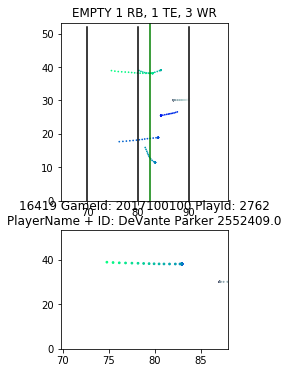 EMPTY 1 RB, 1 TE, 3 WR
50
40
30
20
10
0
70 80 90
16419 GameId: 2017100100 PlayId: 2762
PlayerName + ID: DeVante Parker 2552409.0
40
20
0
70 75 80 85